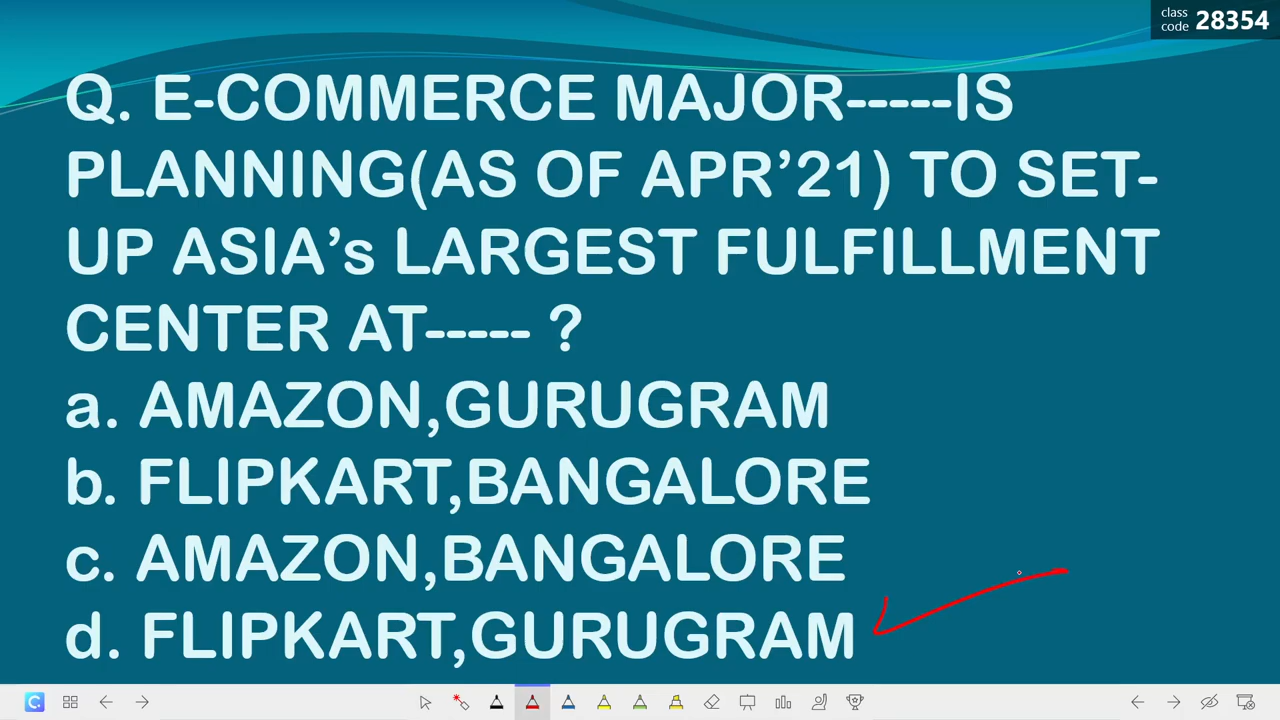 class
code 28354
Q. E-COMMERCE MAJOR-----IS
PLANNING(AS OF APR’21) TO SET-
UP ASIA’s LARGEST FULFILLMENT
CENTER AT----- ?
a. AMAZON,GURUGRAM
b. FLIPKART,BANGALORE
c. AMAZON,BANGALORE
d. FLIPKART,GURUGRAM